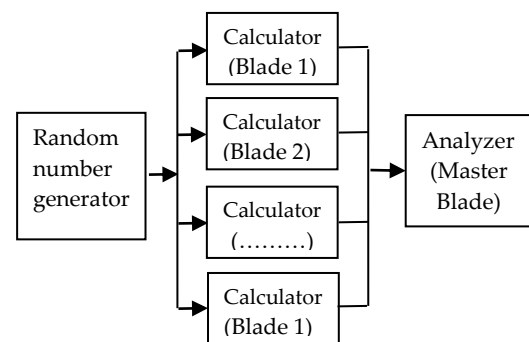 Random
number
generator
Calculator
(Blade 1)
Calculator
(Blade 2)
Calculator
(………)
Calculator
(Blade 1)
Analyzer
(Master
Blade)